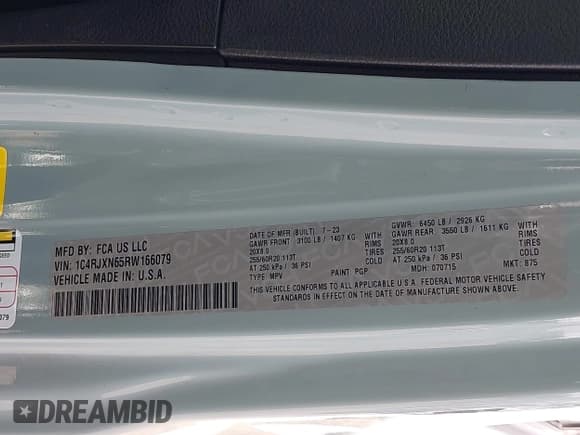 MFD BY: FCA US LLC
VIN: 1C4RJXN65RW166079
VEHICLE MADE IN: U.S.A.
DATE OF MFR (BUILT) 7-23
GAWR FRONT 3100 LB / 1407 KG WITH
20X8.0 RIMS
255/60R20 113T WITH
AT 250 kPa / 36 PSI
TYPE MPV PAINT PGP
GVWR: 6450 LB / 2926 KG
GAWR REAR 3550 LB / 1611 KG WITH
20X8.0 RIMS
255/60R20 113T WITH
AT 250 kPa / 36 PSI
MDH: 070715 MKT: 875
THIS VEHICLE CONFORMS TO ALL APPLICABLE U.S.A. FEDERAL MOTOR VEHICLE SAFETY
STANDARDS IN EFFECT ON THE DATE OF MANUFACTURE SHOWN ABOVE.
DREAMBID